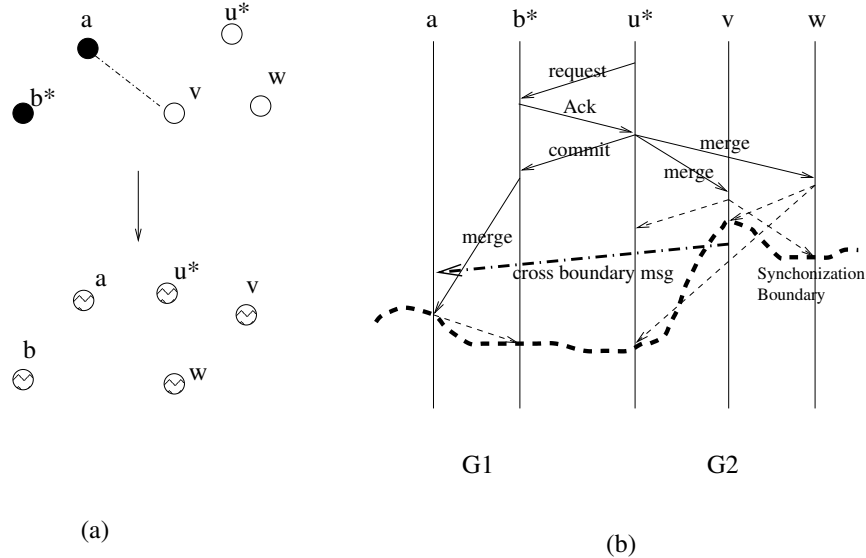 a
u*
b*
v
w
a
u*
v
b
w
(a)
a
b*
u*
v
w
request
Ack
commit
merge
merge
merge
cross boundary msg
Synchonization
Boundary
G1
G2
(b)